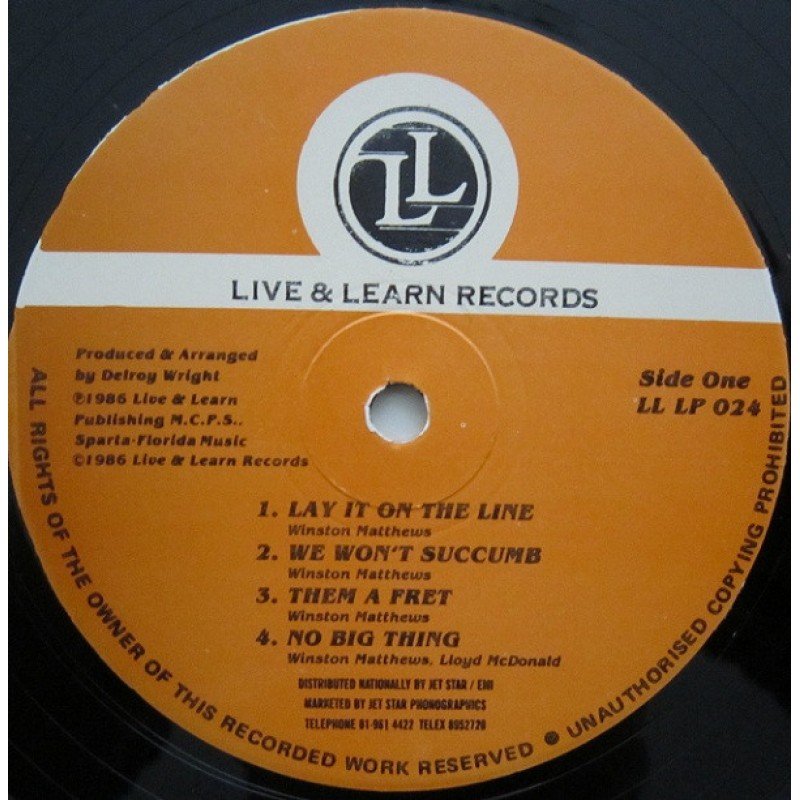 LL
LIVE & LEARN RECORDS
Produced & Arranged
by Delroy Wright
℗1986 Live & Learn
Publishing M.C.P.S..
Sparta-Florida Music
©1986 Live & Learn Records
Side One
LL LP 024
1. LAY IT ON THE LINE
Winston Matthews
2. WE WON'T SUCCUMB
Winston Matthews
3. THEM A FRET
Winston Matthews
4. NO BIG THING
Winston Matthews, Lloyd McDonald
DISTRIBUTED NATIONALLY BY JET STAR / EMI
MARKETED BY JET STAR PHONOGRAPHICS
TELEPHONE 01-961 4422 TELEX 8952720
ALL RIGHTS OF THE OWNER OF THIS RECORDED WORK RESERVED ● UNAUTHORISED COPYING PROHIBITED